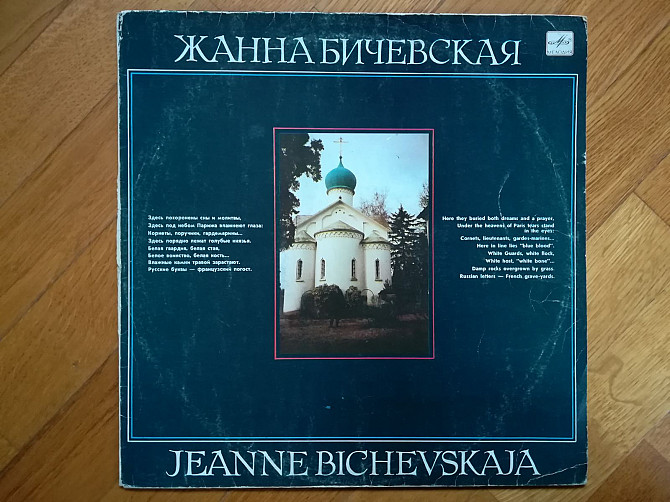 ЖАННА БИЧЕВСКАЯ
МЕЛОДИЯ
Здесь похоронены сны и молитвы,
Здесь под небом Парижа влажнеют глаза:
Корнеты, поручики, гардемарины...
Здесь порядно лежат голубые князья.
Белая гвардия, белая стая,
Белое воинство, белая кость...
Влажные камни травой зарастают.
Русские буквы — французский погост.
Here they buried both dreams and a prayer,
Under the heavens of Paris tears stand
in the eyes:
Cornets, lieutenants, gardes-marines...
Here in line lies "blue blood".
White Guards, white flock,
White host, "white bone"...
Damp rocks overgrown by grass.
Russian letters — French grave-yards.
JEANNE BICHEVSKAJA